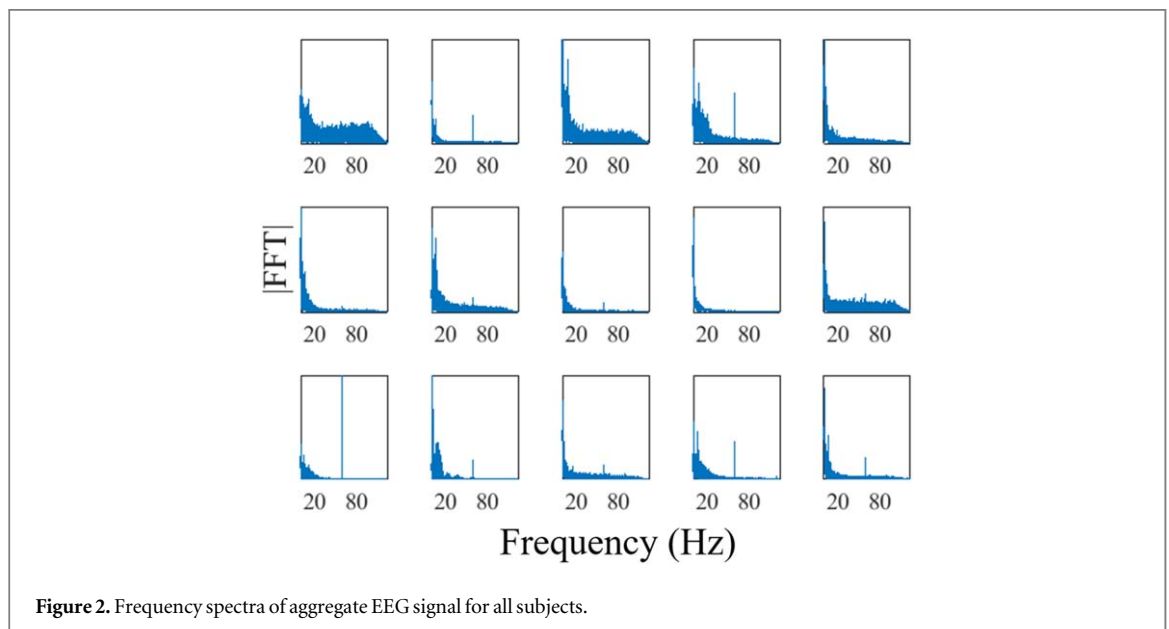 20 80 20 80 20 80 20 80 20 80
|FFT|
20 80 20 80 20 80 20 80 20 80
20 80 20 80 20 80 20 80 20 80
Frequency (Hz)
Figure 2. Frequency spectra of aggregate EEG signal for all subjects.